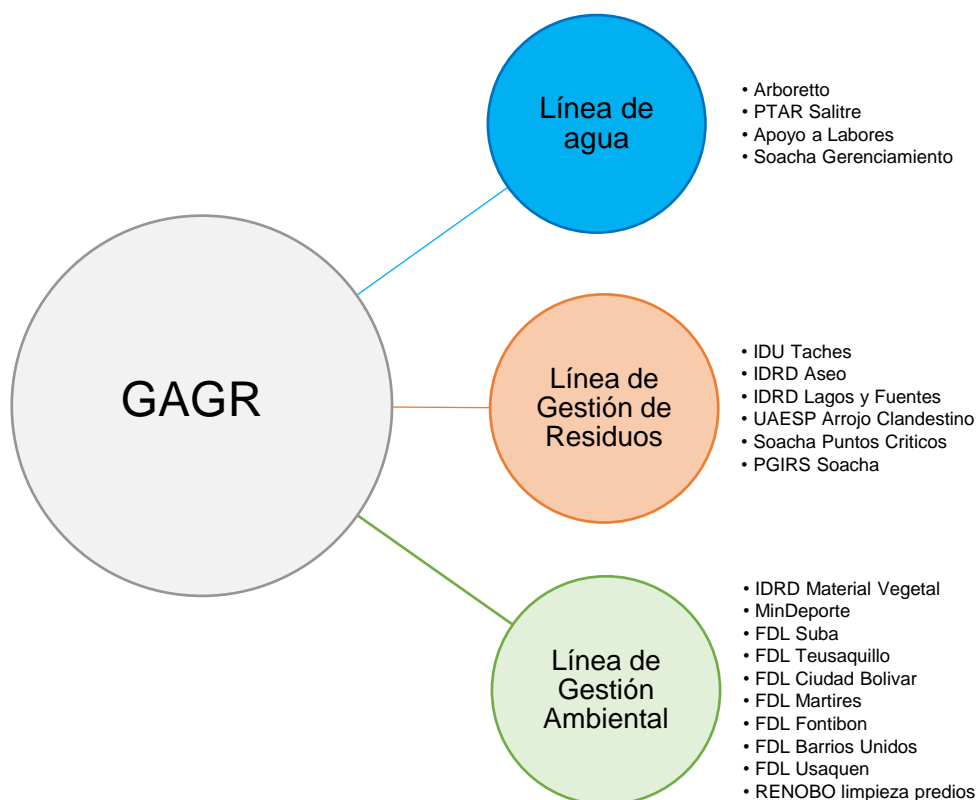 GAGR
Línea de
agua
• Arboretto
• PTAR Salitre
• Apoyo a Labores
• Soacha Gerenciamiento
Línea de
Gestión de
Residuos
• IDU Taches
• IDRD Aseo
• IDRD Lagos y Fuentes
• UAESP Arrojo Clandestino
• Soacha Puntos Criticos
• PGIRS Soacha
Línea de
Gestión
Ambiental
• IDRD Material Vegetal
• MinDeporte
• FDL Suba
• FDL Teusaquillo
• FDL Ciudad Bolivar
• FDL Martires
• FDL Fontibon
• FDL Barrios Unidos
• FDL Usaquen
• RENOBO limpieza predios